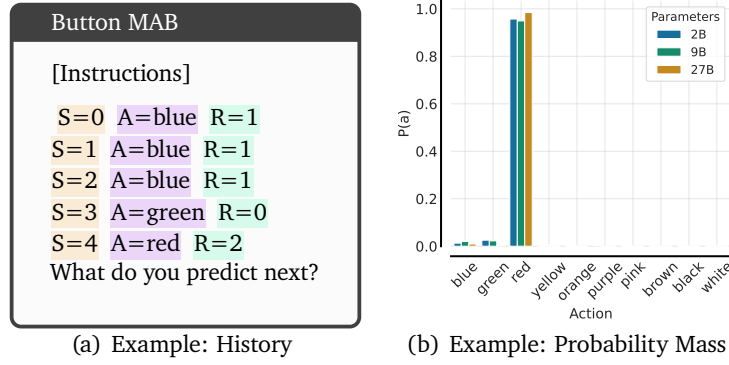 Button MAB
[Instructions]
S=0 A=blue R=1
S=1 A=blue R=1
S=2 A=blue R=1
S=3 A=green R=0
S=4 A=red R=2
What do you predict next?
(a) Example: History
1.0
0.8
0.6
0.4
0.2
0.0
P(a)
Parameters
2B
9B
27B
blue
green
red
yellow
orange
purple
pink
brown
black
white
Action
(b) Example: Probability Mass